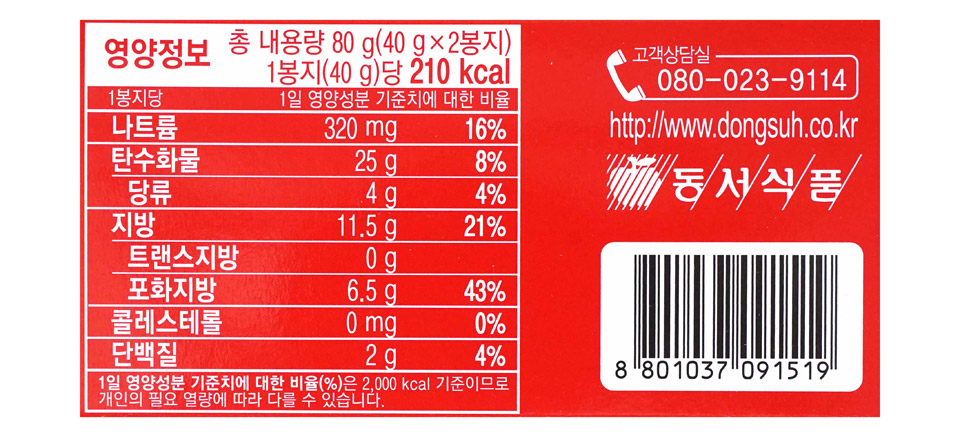 영양정보
총 내용량 80 g(40 g×2봉지)
1봉지(40 g)당 210 kcal
1봉지당 1일 영양성분 기준치에 대한 비율
나트륨 320 mg 16%
탄수화물 25 g 8%
당류 4 g 4%
지방 11.5 g 21%
트랜스지방 0 g
포화지방 6.5 g 43%
콜레스테롤 0 mg 0%
단백질 2 g 4%
1일 영양성분 기준치에 대한 비율(%)은 2,000 kcal 기준이므로
개인의 필요 열량에 따라 다를 수 있습니다.
고객상담실
080-023-9114
http://www.dongsuh.co.kr
동서식품
8 801037 091519